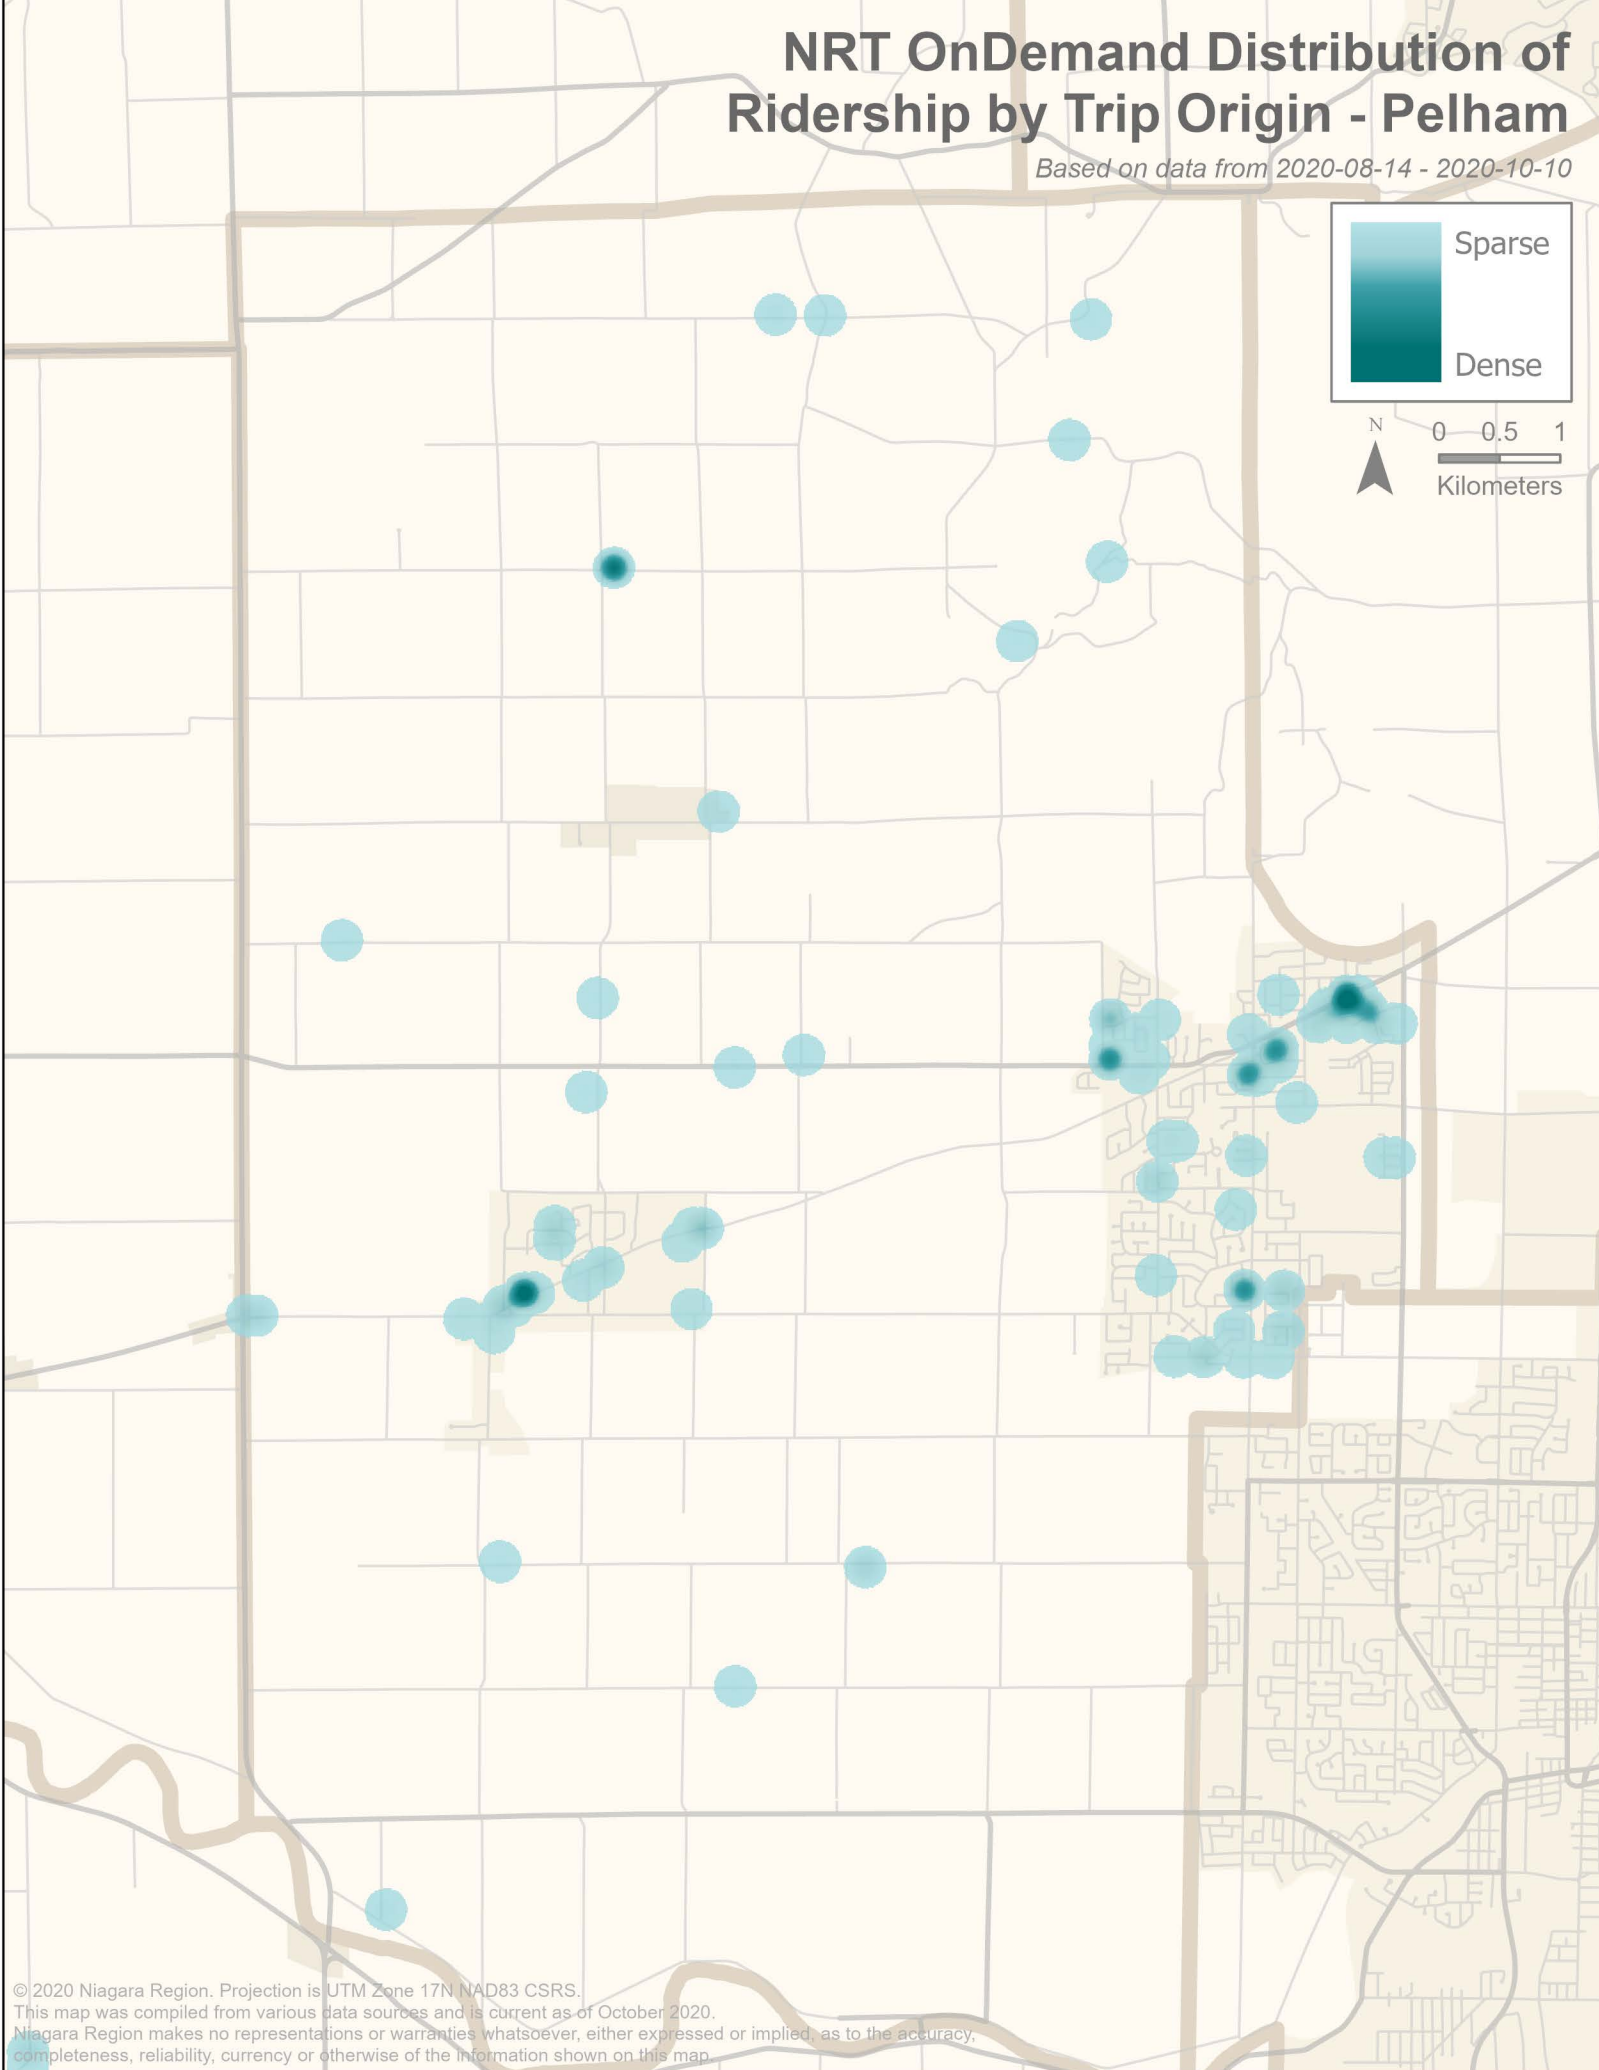 NRT OnDemand Distribution of
Ridership by Trip Origin - Pelham
Based on data from 2020-08-14 - 2020-10-10
Sparse
Dense
N
0 0.5 1
Kilometers
© 2020 Niagara Region. Projection is UTM Zone 17N NAD83 CSRS.
This map was compiled from various data sources and is current as of October 2020.
Niagara Region makes no representations or warranties whatsoever, either expressed or implied, as to the accuracy,
completeness, reliability, currency or otherwise of the information shown on this map.